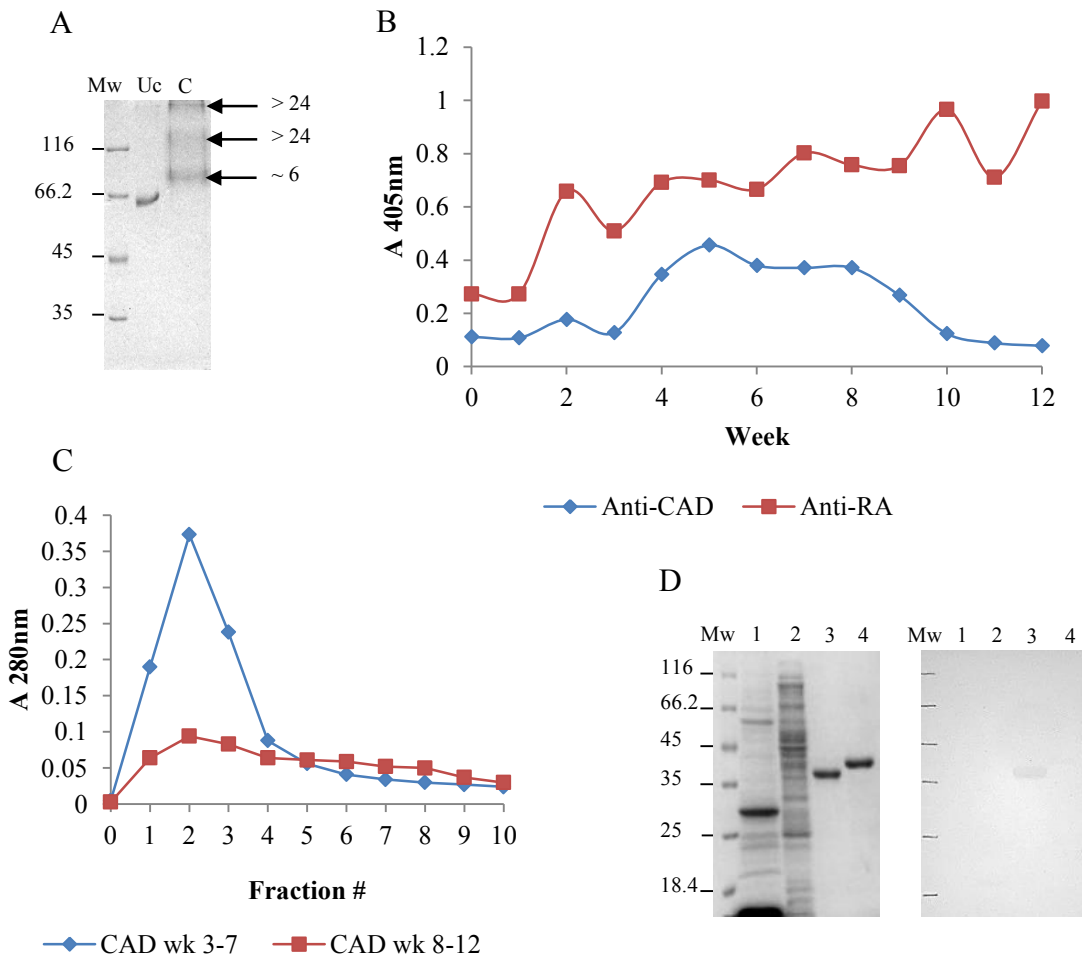 A
Mw Uc C
> 24
> 24
~ 6
116
66.2
45
35
B
A 405nm
1.2
1
0.8
0.6
0.4
0.2
0
0 2 4 6 8 10 12
Week
Anti-CAD Anti-RA
C
A 280nm
0.4
0.35
0.3
0.25
0.2
0.15
0.1
0.05
0
0 1 2 3 4 5 6 7 8 9 10
Fraction #
CAD wk 3-7 CAD wk 8-12
D
Mw 1 2 3 4
116
66.2
45
35
25
18.4
Mw 1 2 3 4